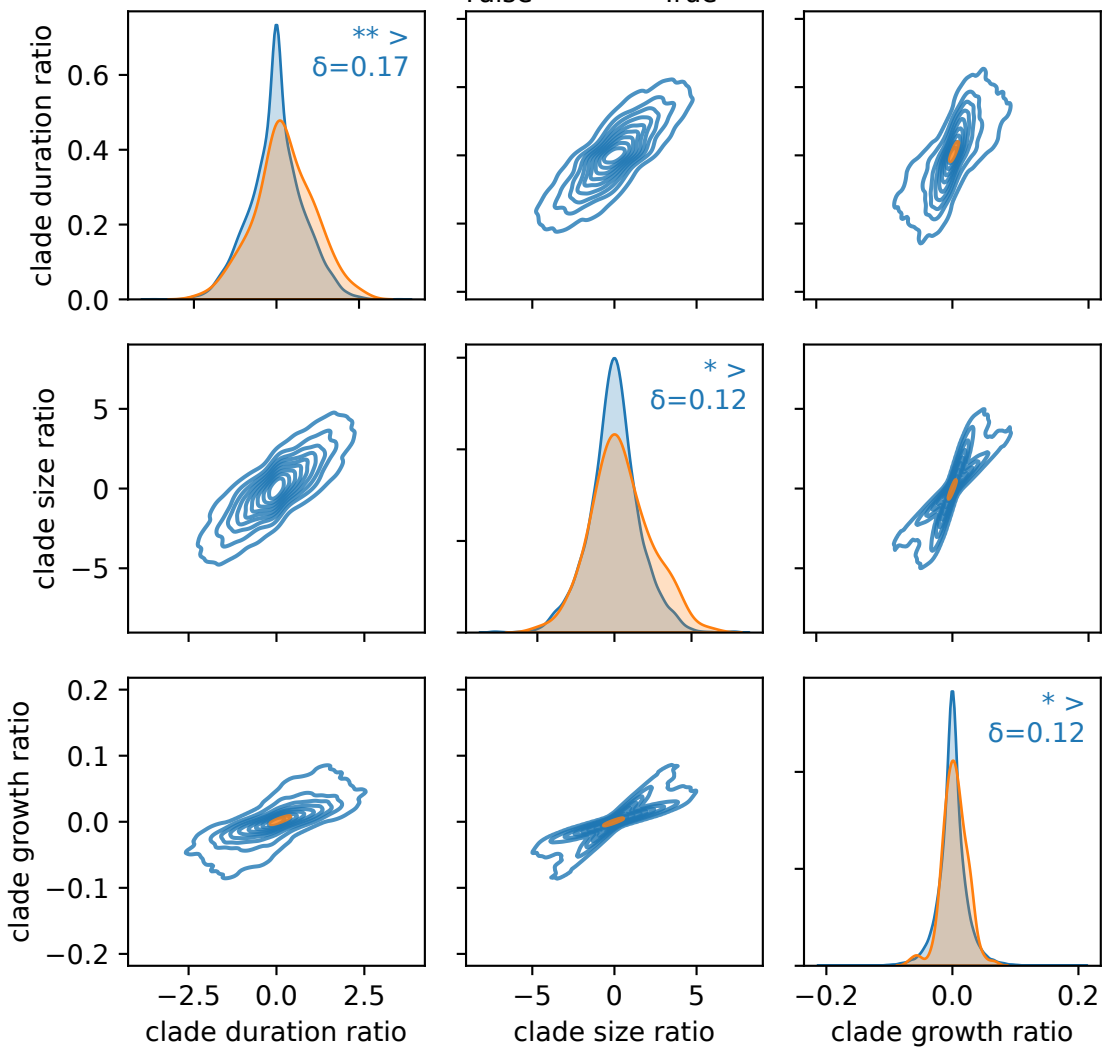 True
clade duration ratio
0.6
0.4
0.2
0.0
** >
δ=0.17
clade size ratio
5
0
−5
* >
δ=0.12
clade growth ratio
0.2
0.1
0.0
−0.1
−0.2
* >
δ=0.12
−2.5 0.0 2.5
−5 0 5
−0.2 0.0 0.2
clade duration ratio
clade size ratio
clade growth ratio